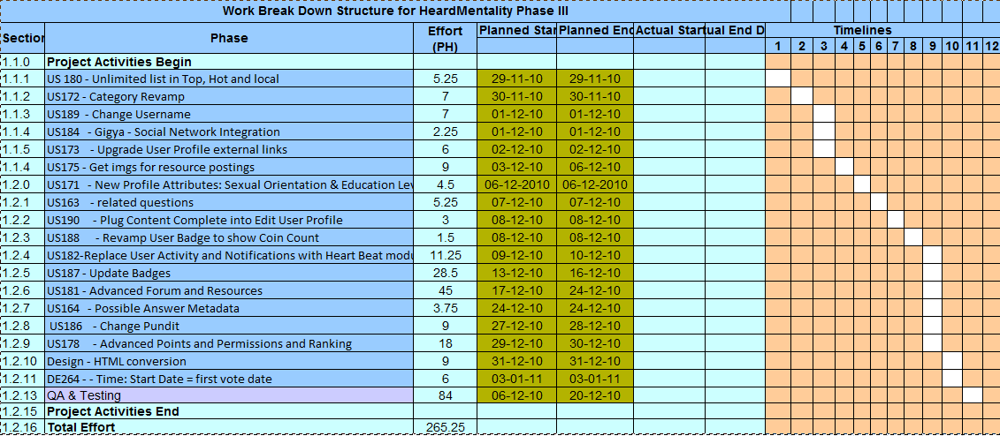 Work Break Down Structure for HeardMentality Phase III
Section Phase Effort (PH) Planned Star Planned End Actual Start tual End D Timelines
1 2 3 4 5 6 7 8 9 10 11 12
1.1.0 Project Activities Begin
1.1.1 US 180 - Unlimited list in Top, Hot and local 5.25 29-11-10 29-11-10
1.1.2 US172 - Category Revamp 7 30-11-10 30-11-10
1.1.3 US189 - Change Username 7 01-12-10 01-12-10
1.1.4 US184 - Gigya - Social Network Integration 2.25 01-12-10 01-12-10
1.1.5 US173 - Upgrade User Profile external links 6 02-12-10 02-12-10
1.1.4 US175 - Get imgs for resource postings 9 03-12-10 06-12-10
1.2.0 US171 - New Profile Attributes: Sexual Orientation & Education Lev 4.5 06-12-2010 06-12-2010
1.2.1 US163 - related questions 5.25 07-12-10 07-12-10
1.2.2 US190 - Plug Content Complete into Edit User Profile 3 08-12-10 08-12-10
1.2.3 US188 - Revamp User Badge to show Coin Count 1.5 08-12-10 08-12-10
1.2.4 US182-Replace User Activity and Notifications with Heart Beat modu 11.25 09-12-10 10-12-10
1.2.5 US187 - Update Badges 28.5 13-12-10 16-12-10
1.2.6 US181 - Advanced Forum and Resources 45 17-12-10 24-12-10
1.2.7 US164 - Possible Answer Metadata 3.75 24-12-10 24-12-10
1.2.8 US186 - Change Pundit 9 27-12-10 28-12-10
1.2.9 US178 - Advanced Points and Permissions and Ranking 18 29-12-10 30-12-10
1.2.10 Design - HTML conversion 9 31-12-10 31-12-10
1.2.11 DE264 - - Time: Start Date = first vote date 6 03-01-11 03-01-11
1.2.13 QA & Testing 84 06-12-10 20-12-10
1.2.15 Project Activities End
1.2.16 Total Effort 265.25